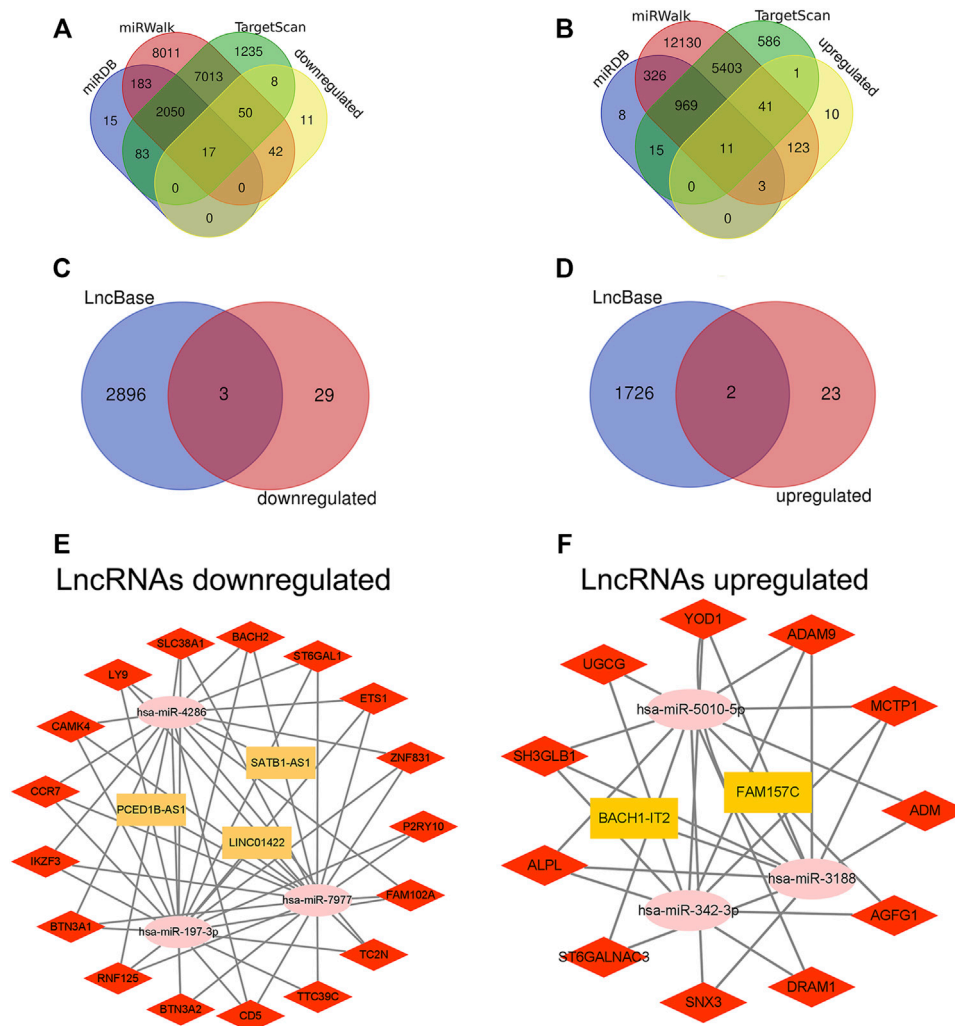 A
miRWalk
TargetScan
miRDB
downregulated
8011
1235
183
7013
8
15
2050
50
11
83
17
42
0
0
0
B
miRWalk
TargetScan
miRDB
upregulated
12130
586
326
5403
1
8
969
41
10
15
11
123
0
3
0
C
LncBase
2896
3
29
downregulated
D
LncBase
1726
2
23
upregulated
E
LncRNAs downregulated
SLC38A1
BACH2
ST6GAL1
LY9
ETS1
hsa-miR-4286
CAMK4
SATB1-AS1
ZNF831
CCR7
PCED1B-AS1
P2RY10
LINC01422
IKZF3
FAM102A
hsa-miR-7977
BTN3A1
hsa-miR-197-3p
TC2N
RNF125
TTC39C
BTN3A2
CD5
F
LncRNAs upregulated
YOD1
ADAM9
UGCG
hsa-miR-5010-5p
MCTP1
SH3GLB1
FAM157C
BACH1-IT2
ADM
ALPL
hsa-miR-3188
hsa-miR-342-3p
AGFG1
ST6GALNAC3
DRAM1
SNX3